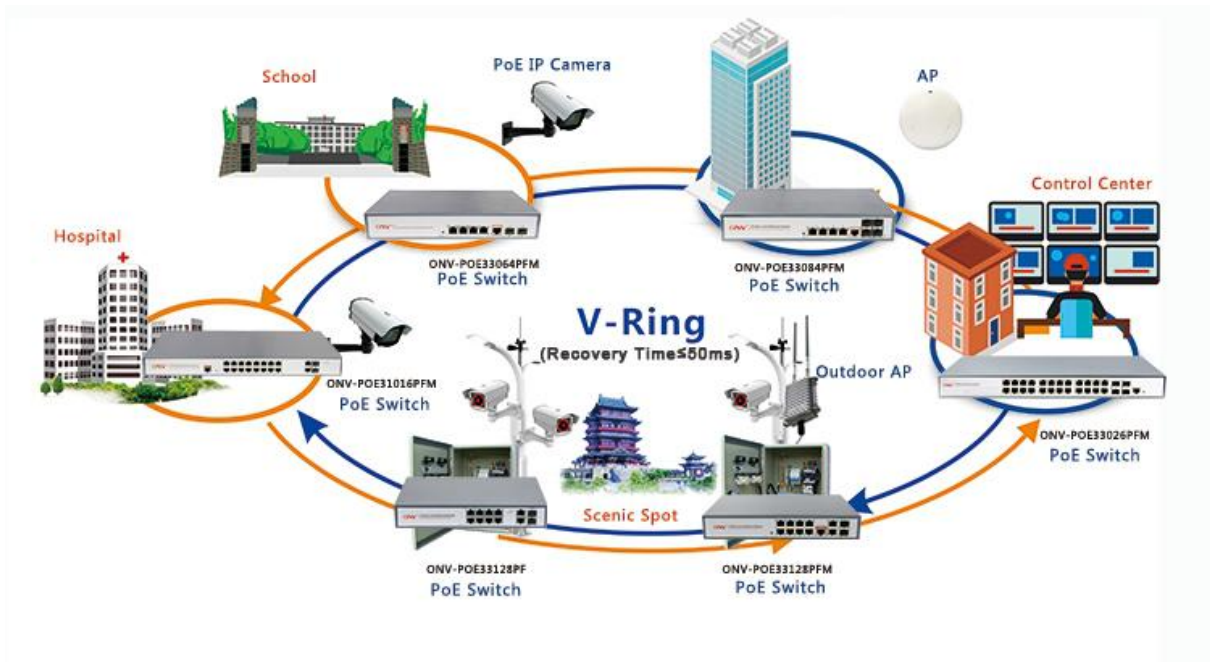 PoE IP Camera
School
AP
Control Center
Hospital
ONV-POE33064PFM
PoE Switch
ONV-POE33084PFM
PoE Switch
V-Ring
(Recovery Time≤50ms)
Outdoor AP
ONV-POE31016PFM
PoE Switch
ONV-POE33026PFM
PoE Switch
Scenic Spot
ONV-POE33128PF
PoE Switch
ONV-POE33128PFM
PoE Switch